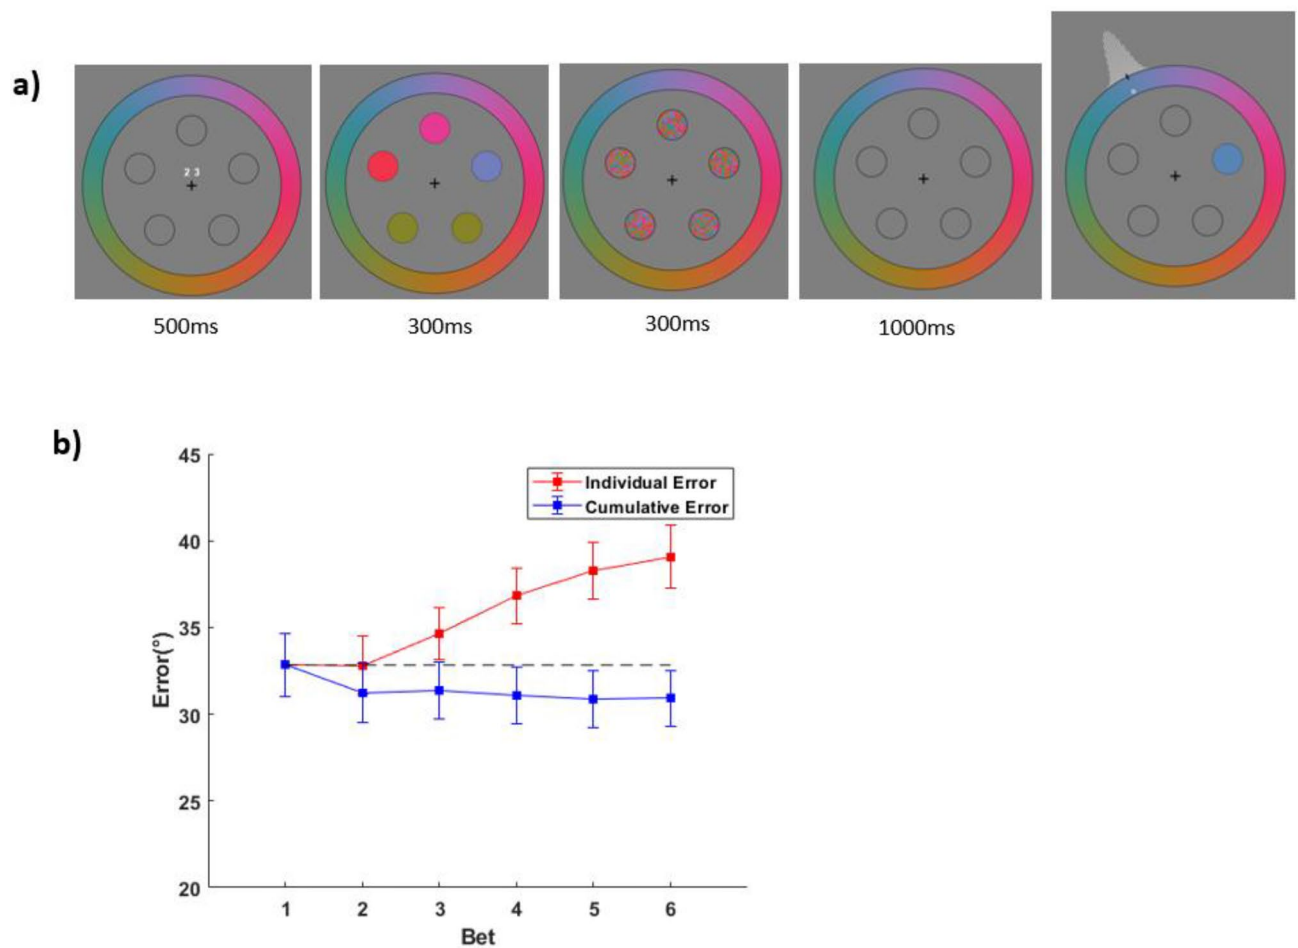 a)
2 3
500ms
300ms
300ms
1000ms
b)
Individual Error
Cumulative Error
45
40
35
30
25
20
Error(°)
1 2 3 4 5 6
Bet